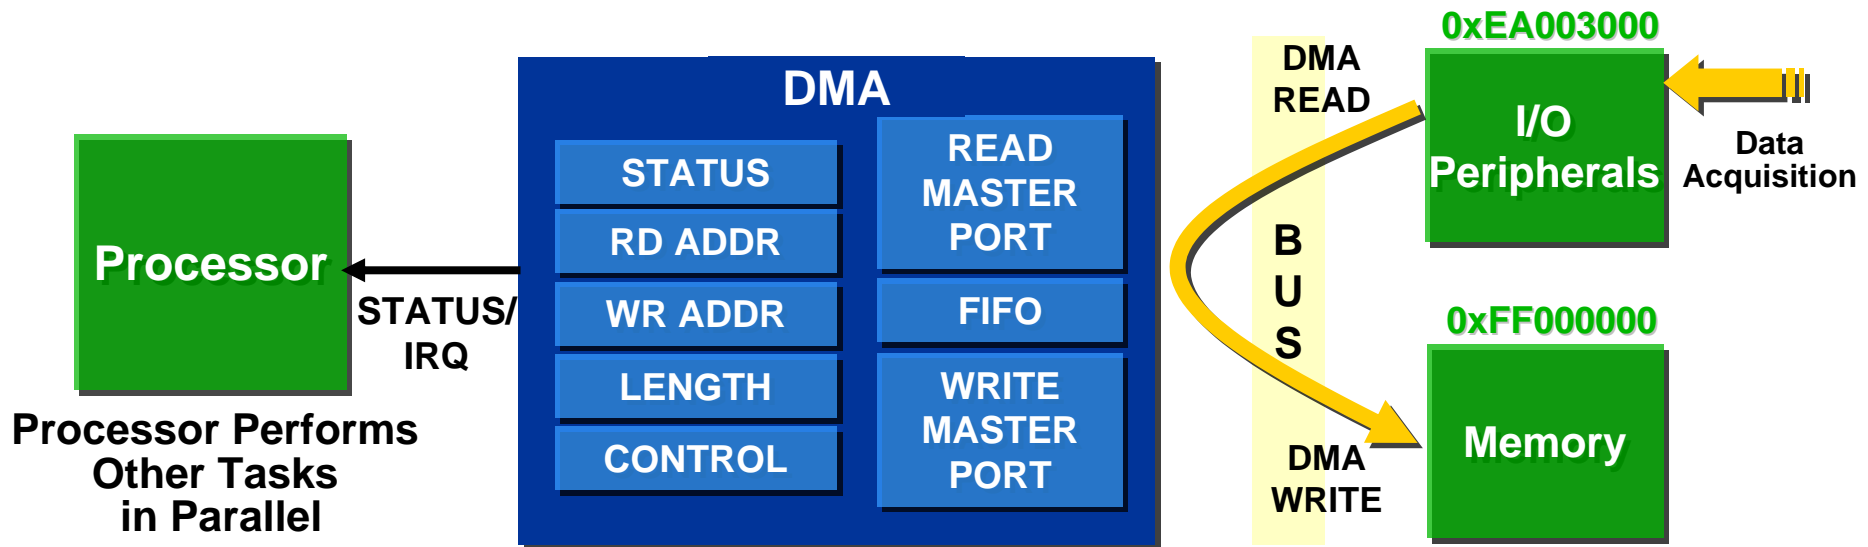 Processor
Processor Performs
Other Tasks
in Parallel
STATUS/
IRQ
DMA
STATUS
RD ADDR
WR ADDR
LENGTH
CONTROL
READ
MASTER
PORT
FIFO
WRITE
MASTER
PORT
DMA
READ
B
U
S
DMA
WRITE
0xEA003000
I/O
Peripherals
Data
Acquisition
0xFF000000
Memory